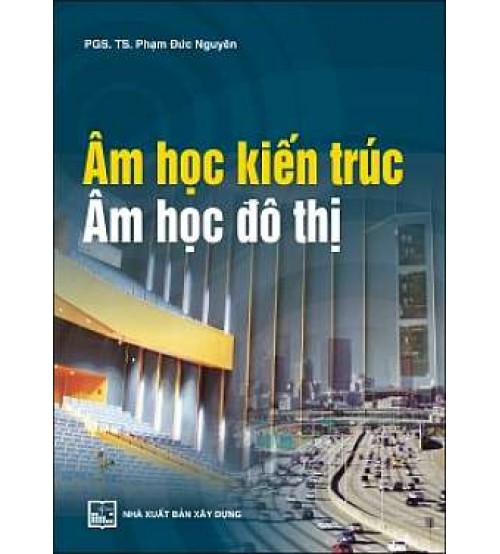 PGS. TS. Phạm Đức Nguyên
Âm học kiến trúc
Âm học đô thị
NHÀ XUẤT BẢN XÂY DỰNG